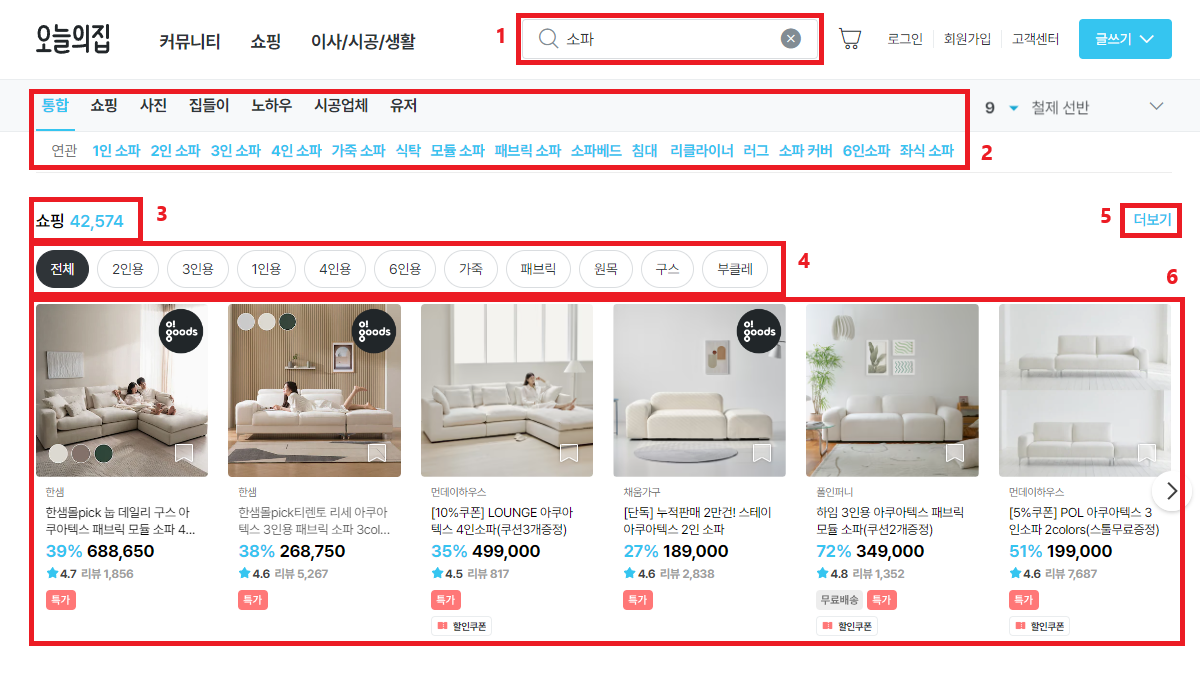 오늘의집 커뮤니티 쇼핑 이사/시공/생활 1 소파 로그인 회원가입 고객센터 글쓰기
통합 쇼핑 사진 집들이 노하우 시공업체 유저 9 철제 선반
연관 1인 소파 2인 소파 3인 소파 4인 소파 가죽 소파 식탁 모듈 소파 패브릭 소파 소파베드 침대 리클라이너 러그 소파 커버 6인소파 좌식 소파 2
쇼핑 42,574 3 5 더보기
전체 2인용 3인용 1인용 4인용 6인용 가죽 패브릭 원목 구스 부클레 4 6
o! goods
o! goods
o! goods
한샘
한샘몰pick 눕 데일리 구스 아
쿠아텍스 패브릭 모듈 소파 4...
39% 688,650
4.7 리뷰 1,856
특가
한샘
한샘몰pick티렌토 리세 아쿠아
텍스 3인용 패브릭 소파 3col...
38% 268,750
4.6 리뷰 5,267
특가
먼데이하우스
[10%쿠폰] LOUNGE 아쿠아
텍스 4인소파(쿠션3개증정)
35% 499,000
4.5 리뷰 817
특가
할인쿠폰
채움가구
[단독] 누적판매 2만건! 스테이
아쿠아텍스 2인 소파
27% 189,000
4.6 리뷰 2,838
특가
풀인퍼니
하임 3인용 아쿠아텍스 패브릭
모듈 소파(쿠션2개증정)
72% 349,000
4.8 리뷰 1,352
무료배송 특가
할인쿠폰
먼데이하우스
[5%쿠폰] POL 아쿠아텍스 3
인소파 2colors(스툴무료증정)
51% 199,000
4.6 리뷰 7,687
특가
할인쿠폰